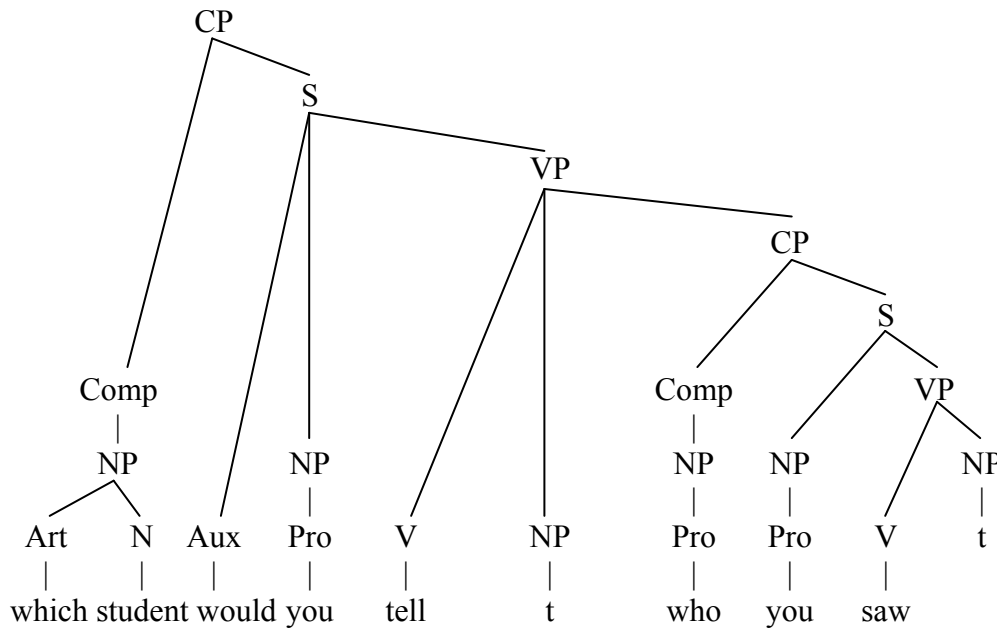 CP
S
VP
CP
S
Comp Comp VP
NP NP NP NP NP
Art N Aux Pro V NP Pro Pro V t
which student would you tell t who you saw